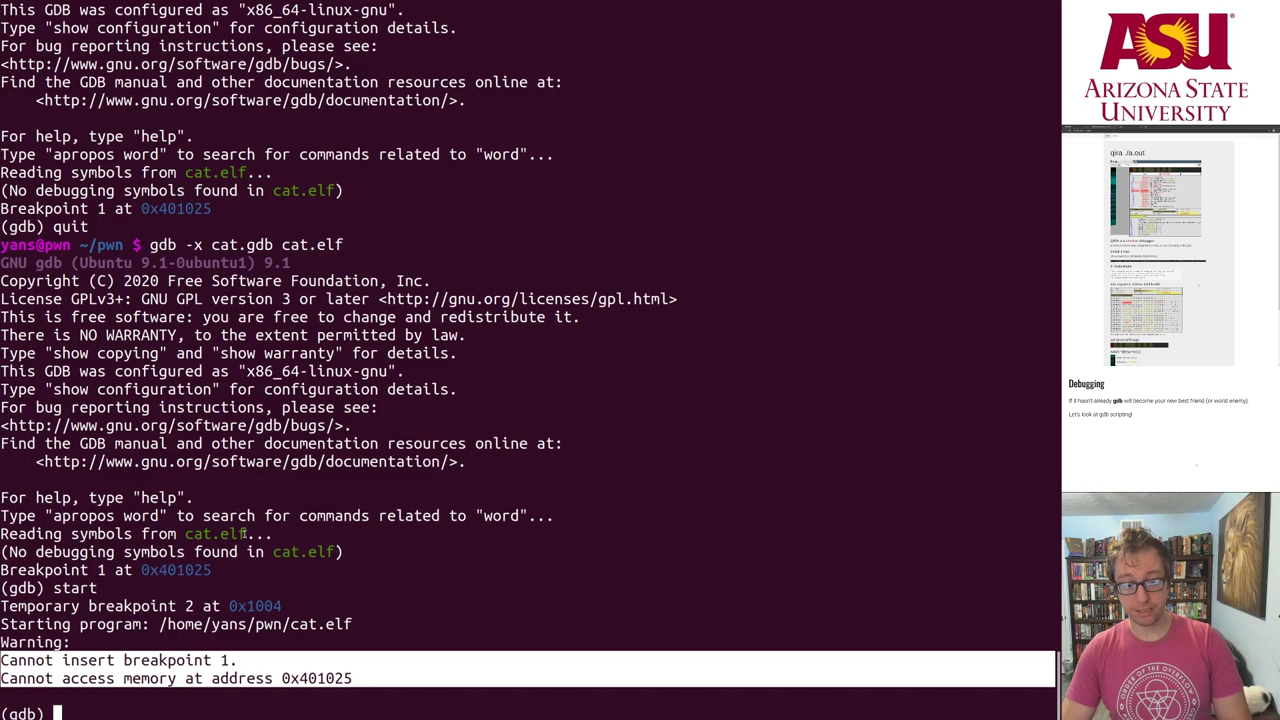 This GDB was configured as "x86_64-linux-gnu".
Type "show configuration" for configuration details.
For bug reporting instructions, please see:
<http://www.gnu.org/software/gdb/bugs/>.
Find the GDB manual and other documentation resources online at:
    <http://www.gnu.org/software/gdb/documentation/>.

For help, type "help".
Type "apropos word" to search for commands related to "word"...
Reading symbols from cat.elf...
(No debugging symbols found in cat.elf)
Breakpoint 1 at 0x401025
(gdb)
yans@pwn ~/pwn $ gdb -x cat.gdb cat.elf
GNU gdb (Ubuntu 9.1-0ubuntu1) 9.1
Copyright (C) 2020 Free Software Foundation, Inc.
License GPLv3+: GNU GPL version 3 or later <http://gnu.org/licenses/gpl.html>
This is free software: you are free to change and redistribute it.
There is NO WARRANTY, to the extent permitted by law.
Type "show copying" and "show warranty" for details.
This GDB was configured as "x86_64-linux-gnu".
Type "show configuration" for configuration details.
For bug reporting instructions, please see:
<http://www.gnu.org/software/gdb/bugs/>.
Find the GDB manual and other documentation resources online at:
    <http://www.gnu.org/software/gdb/documentation/>.

For help, type "help".
Type "apropos word" to search for commands related to "word"...
Reading symbols from cat.elf...
(No debugging symbols found in cat.elf)
Breakpoint 1 at 0x401025
(gdb) start
Temporary breakpoint 2 at 0x1004
Starting program: /home/yans/pwn/cat.elf
Warning:
Cannot insert breakpoint 1.
Cannot access memory at address 0x401025

(gdb)
ASU
ARIZONA STATE
UNIVERSITY
qira ./a.out
Debugging
If it hasn't already gdb will become your new best friend (or worst enemy).
Let's look at gdb scripting!
ORDER OF THE OVERFLOW